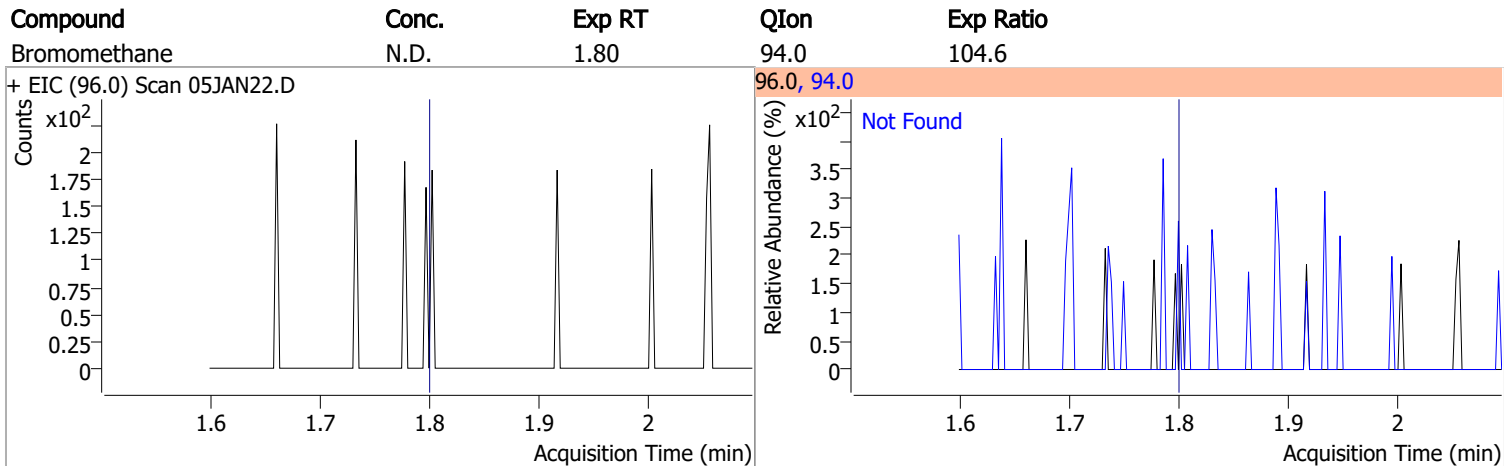 Compound Conc. Exp RT QIon Exp Ratio
Bromomethane N.D. 1.80 94.0 104.6
+ EIC (96.0) Scan 05JAN22.D
Counts
x10²
2
1.75
1.5
1.25
1
0.75
0.5
0.25
0
1.6 1.7 1.8 1.9 2
Acquisition Time (min)
96.0, 94.0
Relative Abundance (%)
x10²
Not Found
3.5
3
2.5
2
1.5
1
0.5
0
1.6 1.7 1.8 1.9 2
Acquisition Time (min)